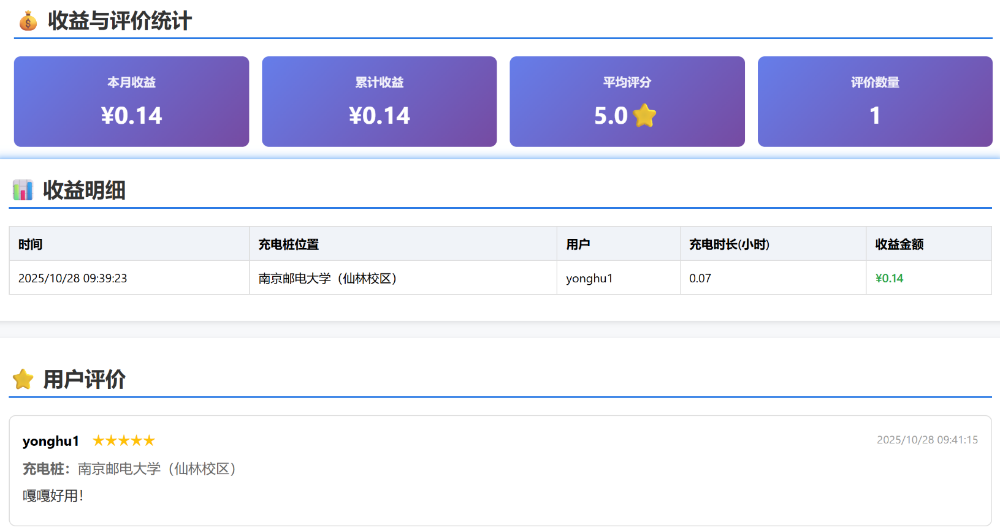 收益与评价统计
本月收益
¥0.14
累计收益
¥0.14
平均评分
5.0
评价数量
1
收益明细
时间 充电桩位置 用户 充电时长(小时) 收益金额
2025/10/28 09:39:23 南京邮电大学（仙林校区） yonghu1 0.07 ¥0.14
用户评价
yonghu1 ★★★★★ 2025/10/28 09:41:15
充电桩：南京邮电大学（仙林校区）
嘎嘎好用！